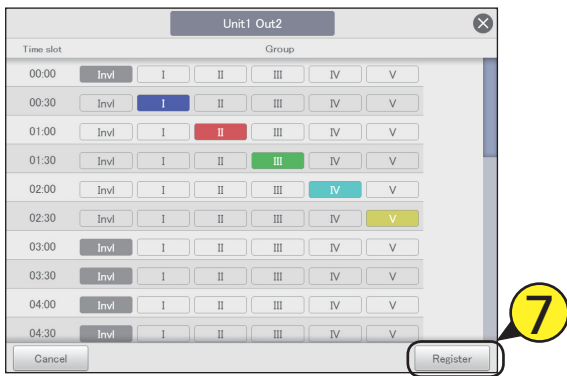 Unit1 Out2
Time slot Group
00:00 Invl I II III IV V
00:30 Invl I II III IV V
01:00 Invl I II III IV V
01:30 Invl I II III IV V
02:00 Invl I II III IV V
02:30 Invl I II III IV V
03:00 Invl I II III IV V
03:30 Invl I II III IV V
04:00 Invl I II III IV V
04:30 Invl I II III IV V
7
Cancel Register